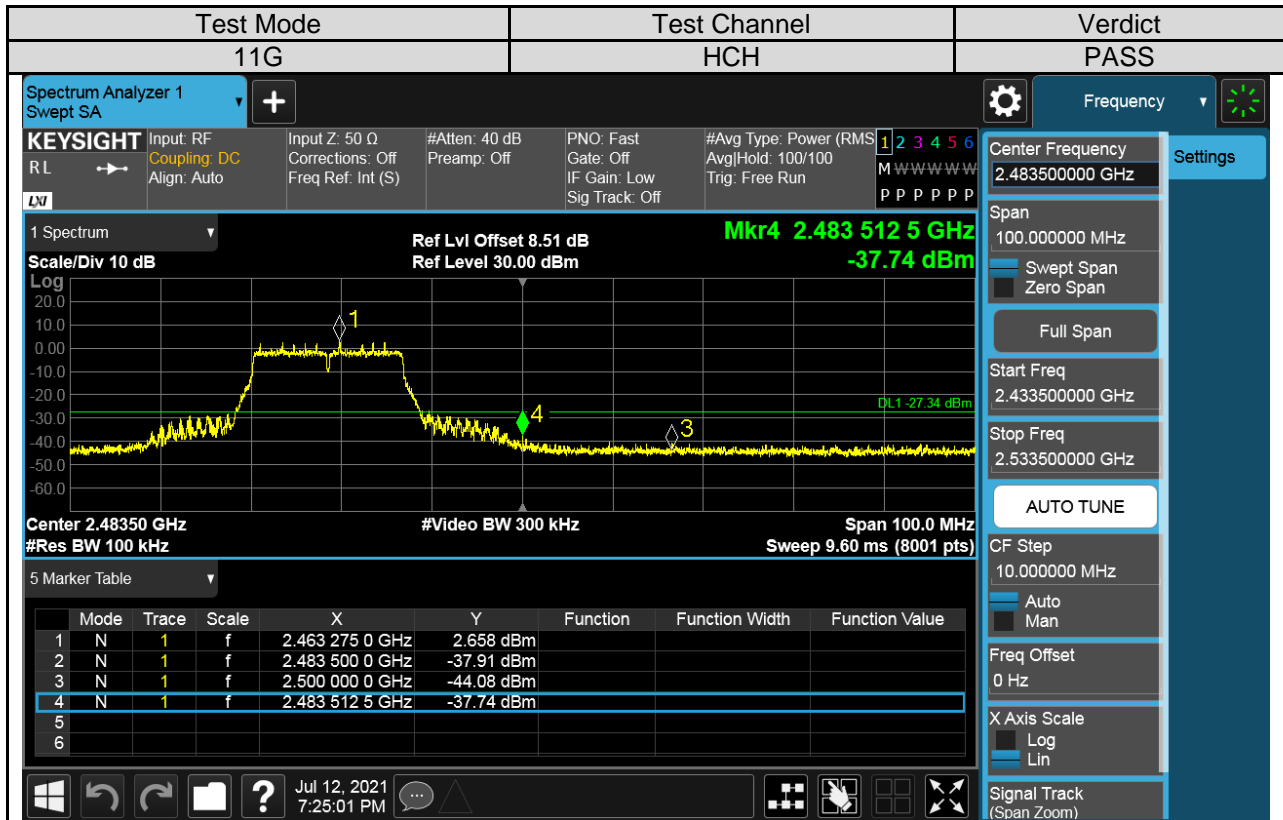 Test Mode Test Channel Verdict
11G HCH PASS
Spectrum Analyzer 1
Swept SA
Frequency
KEYSIGHT
RL
LXI
Input: RF
Coupling: DC
Align: Auto
Input Z: 50 Ω
Corrections: Off
Freq Ref: Int (S)
#Atten: 40 dB
Preamp: Off
PNO: Fast
Gate: Off
IF Gain: Low
Sig Track: Off
#Avg Type: Power (RMS
Avg|Hold: 100/100
Trig: Free Run
1 2 3 4 5 6
M W W W W W
P P P P P P
1 Spectrum
Scale/Div 10 dB
Ref Lvl Offset 8.51 dB
Ref Level 30.00 dBm
Mkr4 2.483 512 5 GHz
-37.74 dBm
Log
20.0
10.0
0.00
-10.0
-20.0
-30.0
-40.0
-50.0
-60.0
1
4
3
DL1 -27.34 dBm
Center 2.48350 GHz
#Res BW 100 kHz
#Video BW 300 kHz
Span 100.0 MHz
Sweep 9.60 ms (8001 pts)
5 Marker Table
Mode Trace Scale X Y Function Function Width Function Value
1 N 1 f 2.463 275 0 GHz 2.658 dBm
2 N 1 f 2.483 500 0 GHz -37.91 dBm
3 N 1 f 2.500 000 0 GHz -44.08 dBm
4 N 1 f 2.483 512 5 GHz -37.74 dBm
5
6
?
Jul 12, 2021
7:25:01 PM
Center Frequency
2.483500000 GHz
Settings
Span
100.000000 MHz
Swept Span
Zero Span
Full Span
Start Freq
2.433500000 GHz
Stop Freq
2.533500000 GHz
AUTO TUNE
CF Step
10.000000 MHz
Auto
Man
Freq Offset
0 Hz
X Axis Scale
Log
Lin
Signal Track
(Span Zoom)